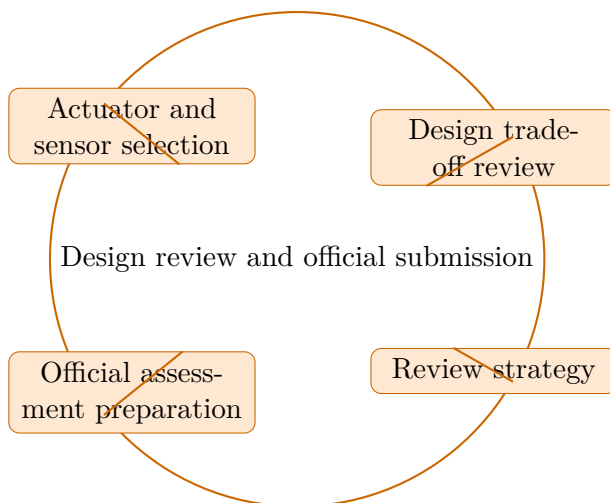 Actuator and
sensor selection
Design trade-
off review
Design review and official submission
Official assess-
ment preparation
Review strategy